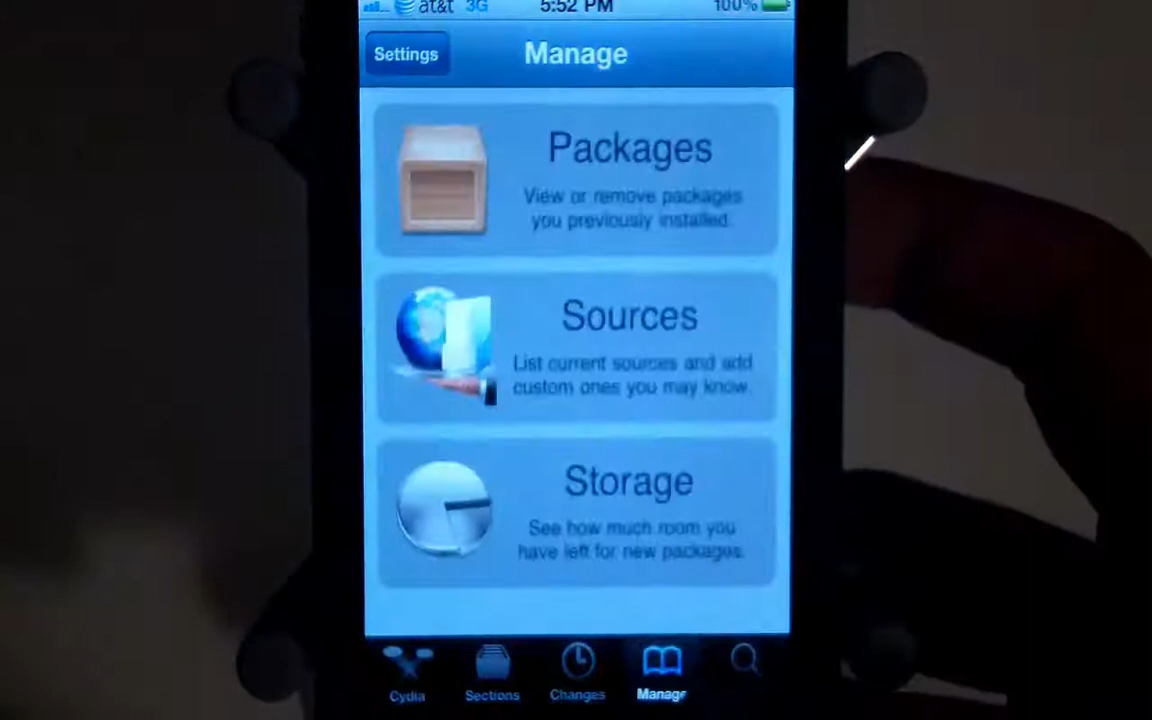 at&t 3G 5:52 PM 100%
Settings Manage
Packages
View or remove packages
you previously installed.
Sources
List current sources and add
custom ones you may know.
Storage
See how much room you
have left for new packages.
Cydia Sections Changes Manage